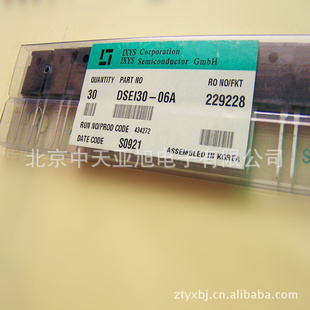 IXYS Corporation
IXYS Semiconductor GmbH
QUANTITY PART NO RO NO/FKT
30 DSEI30-06A 229228
RUN NO/PROD CODE 434272
DATE CODE S0921 ASSEMBLED IN KOREA
北京中天亚旭电子有限公司
ztyxbj.cn.alibaba.com